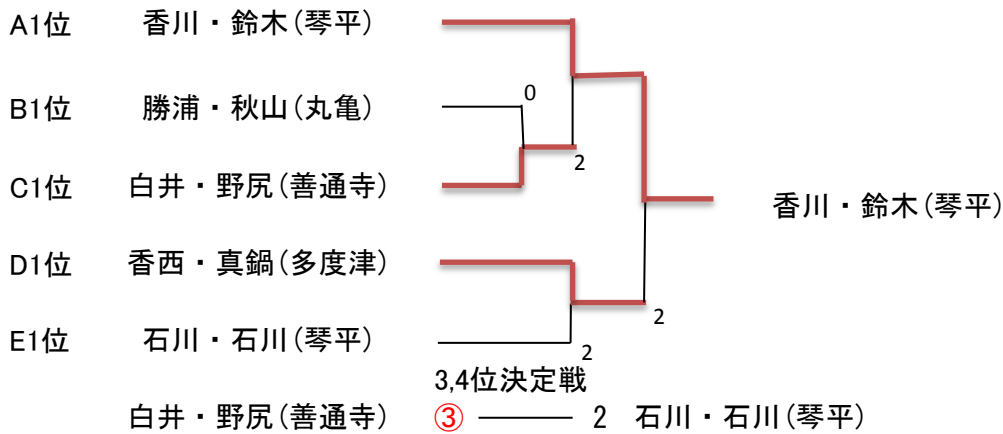 A1位 香川・鈴木(琴平)
0
B1位 勝浦・秋山(丸亀)
2
C1位 白井・野尻(善通寺)
香川・鈴木(琴平)
D1位 香西・真鍋(多度津)
2
E1位 石川・石川(琴平)
2
3,4位決定戦
白井・野尻(善通寺) ③ 2 石川・石川(琴平)